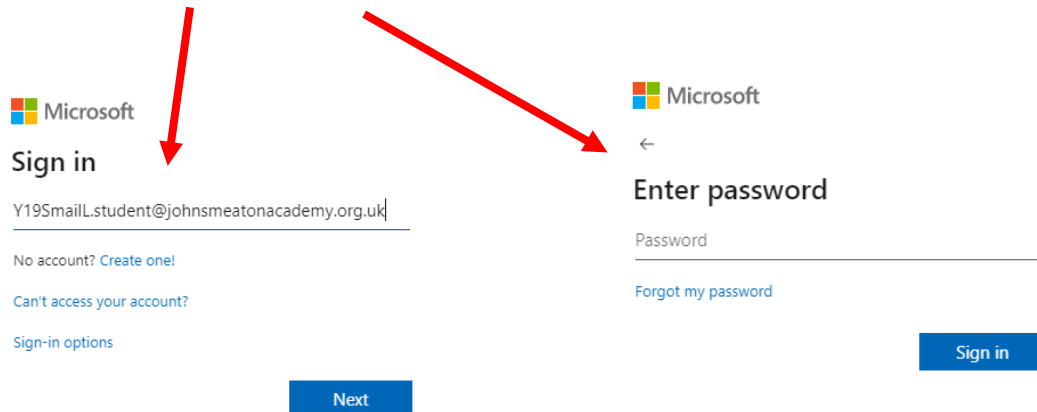 Microsoft
Sign in
Y19SmailL.student@johnsmeatonacademy.org.uk
No account? Create one!
Can't access your account?
Sign-in options
Next
Microsoft
←
Enter password
Password
Forgot my password
Sign in